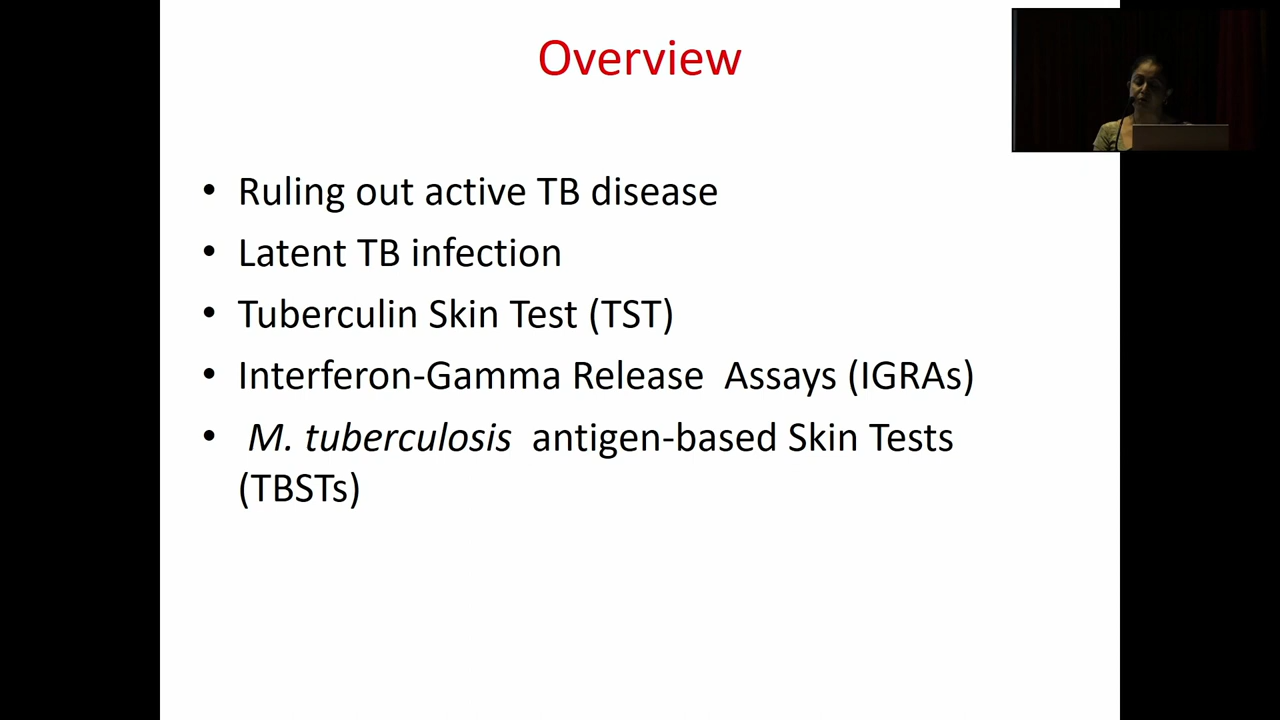 Overview
• Ruling out active TB disease
• Latent TB infection
• Tuberculin Skin Test (TST)
• Interferon-Gamma Release  Assays (IGRAs)
• M. tuberculosis  antigen-based Skin Tests
(TBSTs)